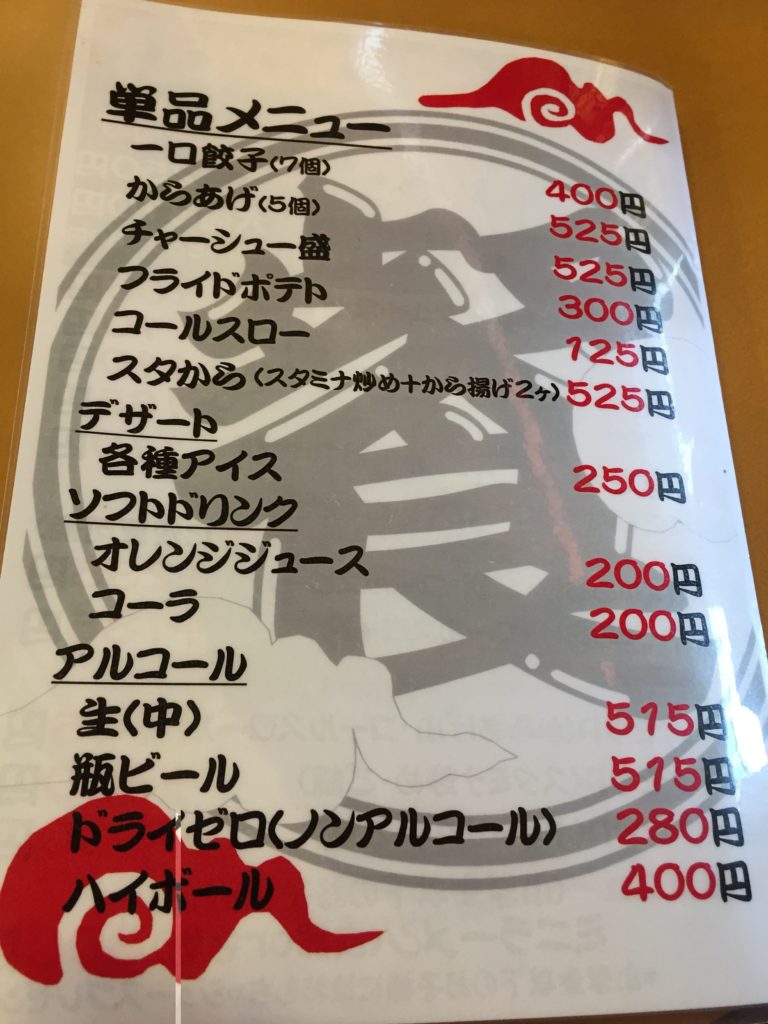 単品メニュー
一口餃子(7個) 400円
からあげ(5個) 525円
チャーシュー盛 525円
フライドポテト 300円
コールスロー 125円
スタから(スタミナ炒め+から揚げ2ヶ) 525円
デザート
各種アイス 250円
ソフトドリンク
オレンジジュース 200円
コーラ 200円
アルコール
生(中) 515円
瓶ビール 515円
ドライゼロ(ノンアルコール) 280円
ハイボール 400円